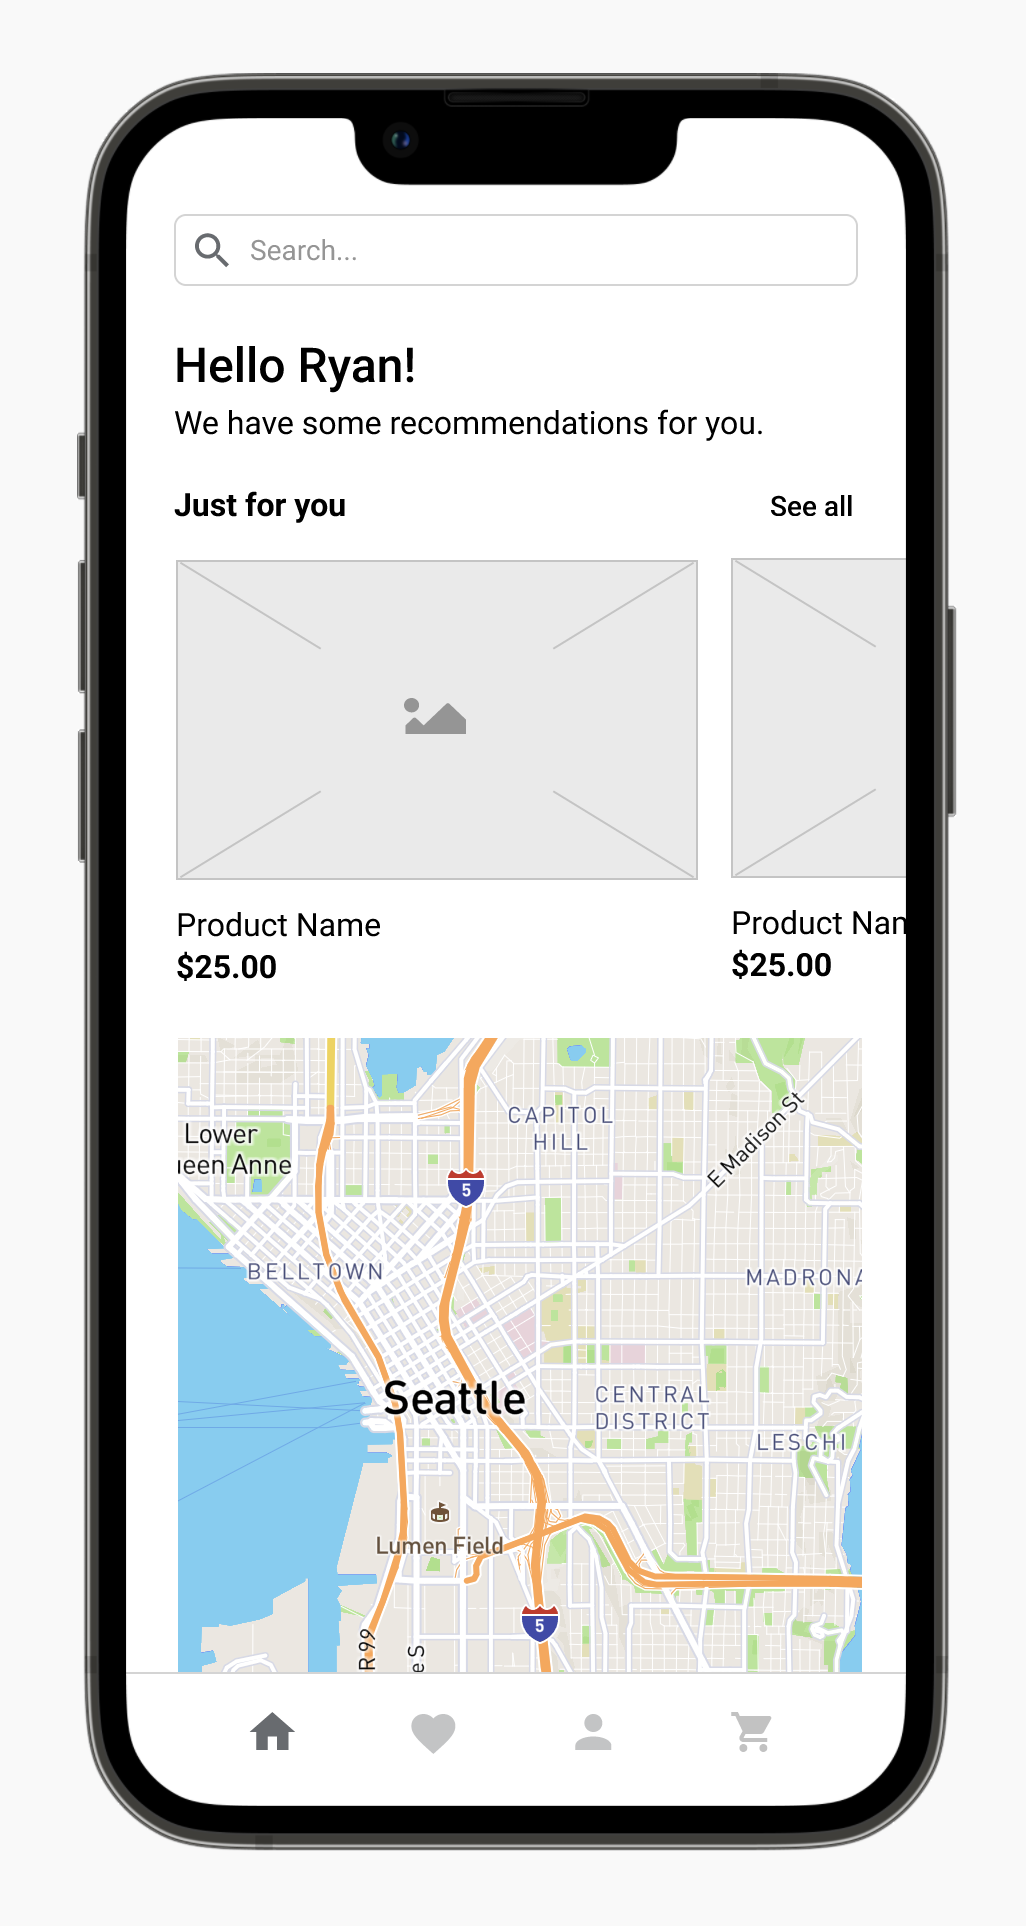 Search...
Hello Ryan!
We have some recommendations for you.
Just for you
See all
Product Name
$25.00
Product Nam
$25.00
CAPITOL
HILL
E Madison St
Lower
ueen Anne
5
BELLTOWN
MADRONA
Seattle
CENTRAL
DISTRICT
LESCHI
Lumen Field
5
R 99
e S